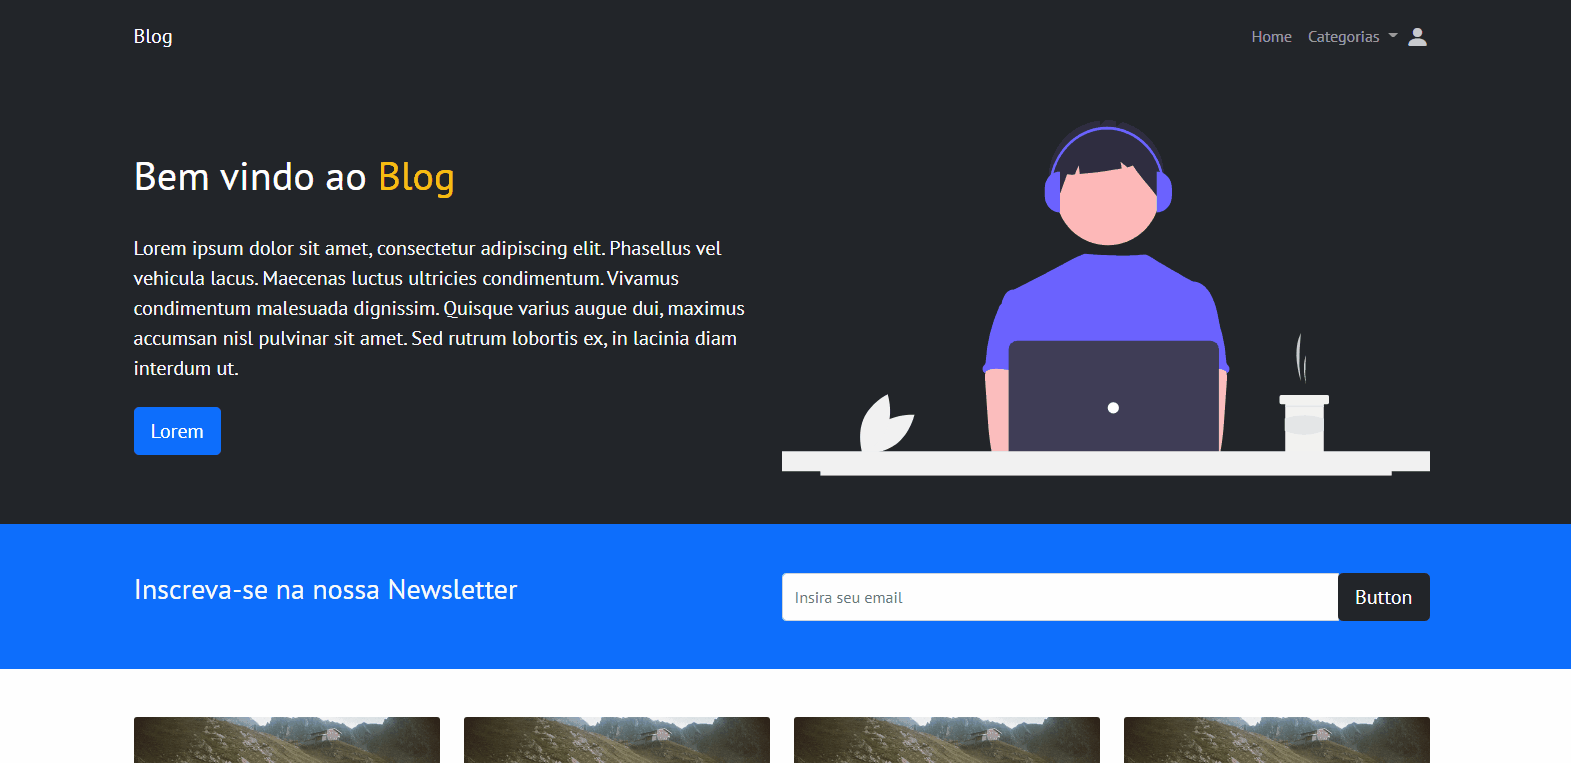 Blog
Home Categorias
Bem vindo ao Blog
Lorem ipsum dolor sit amet, consectetur adipiscing elit. Phasellus vel
vehicula lacus. Maecenas luctus ultricies condimentum. Vivamus
condimentum malesuada dignissim. Quisque varius augue dui, maximus
accumsan nisl pulvinar sit amet. Sed rutrum lobortis ex, in lacinia diam
interdum ut.
Lorem
Inscreva-se na nossa Newsletter
Insira seu email
Button